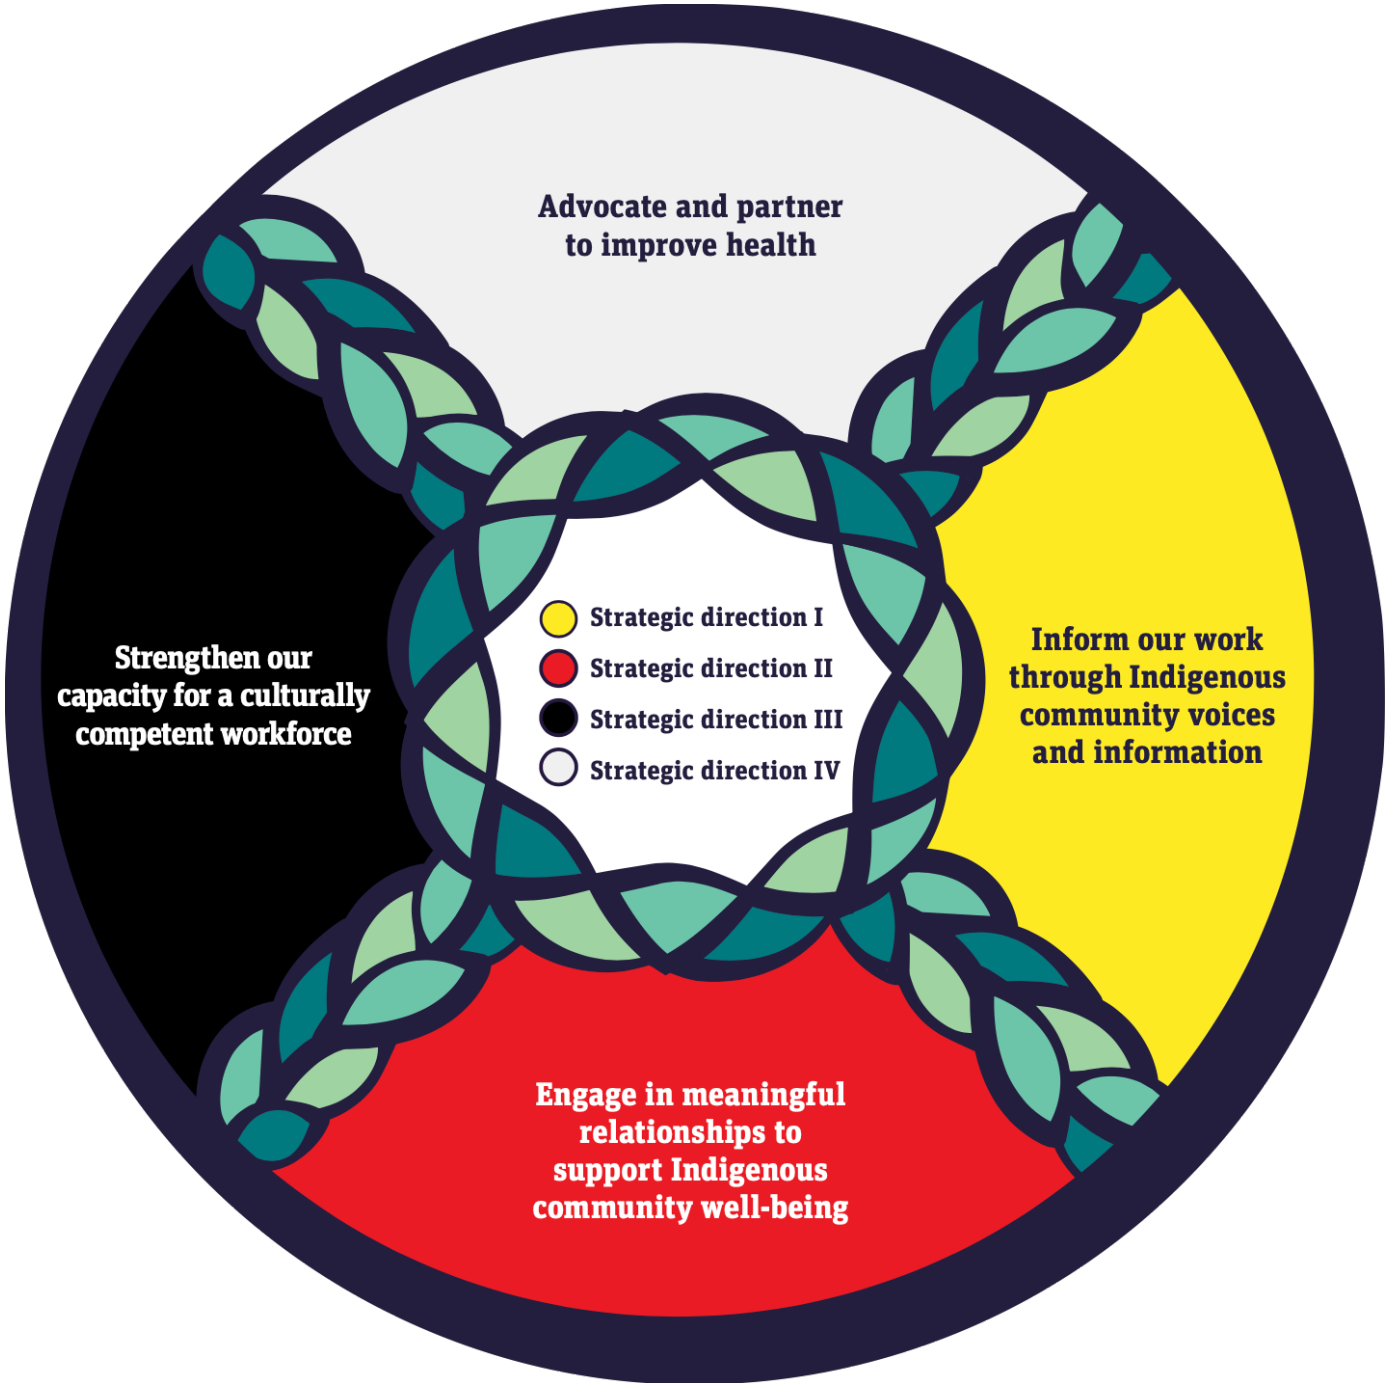 Advocate and partner
to improve health
Strengthen our
capacity for a culturally
competent workforce
Strategic direction I
Strategic direction II
Strategic direction III
Strategic direction IV
Inform our work
through Indigenous
community voices
and information
Engage in meaningful
relationships to
support Indigenous
community well-being